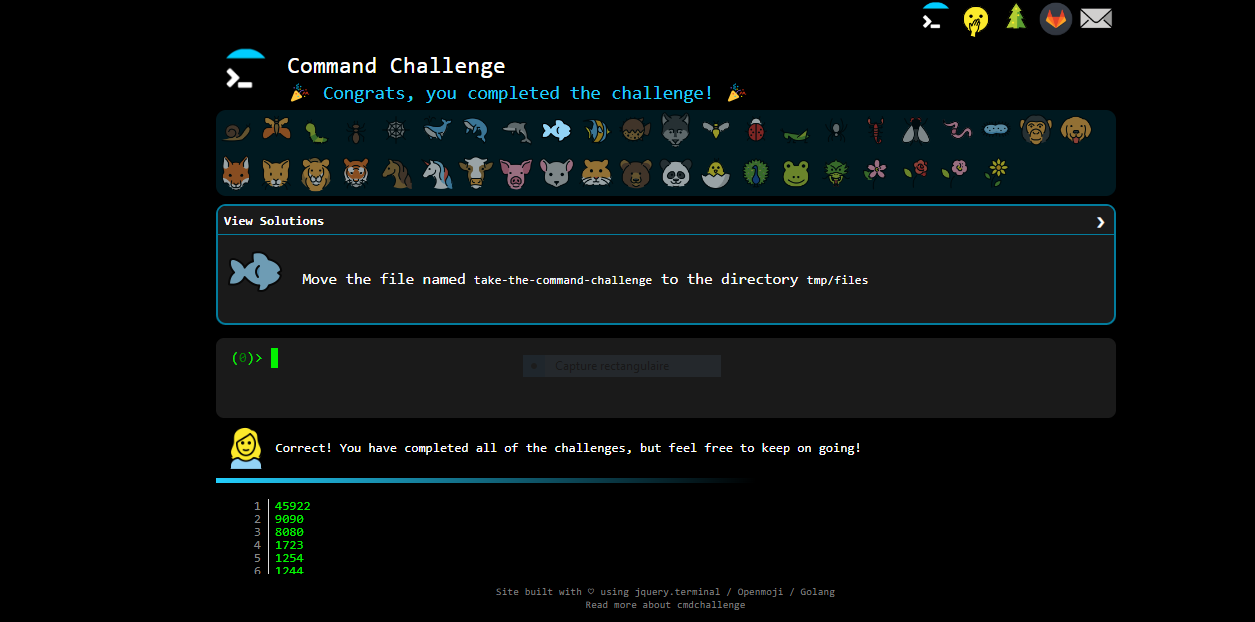 Command Challenge
Congrats, you completed the challenge!
View Solutions
Move the file named take-the-command-challenge to the directory tmp/files
(0)>
Capture rectangulaire
Correct! You have completed all of the challenges, but feel free to keep on going!
1 45922
2 9090
3 8080
4 1723
5 1254
6 1244
Site built with ♡ using jquery.terminal / Openmoji / Golang
Read more about cmdchallenge